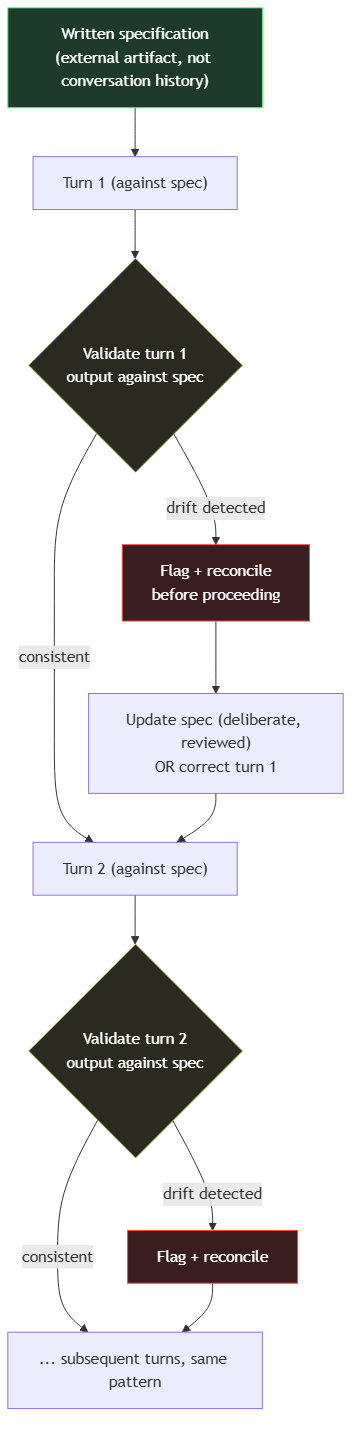 Written specification
(external artifact, not
conversation history)
Turn 1 (against spec)
Validate turn 1
output against spec
drift detected
Flag + reconcile
before proceeding
consistent
Update spec (deliberate,
reviewed)
OR correct turn 1
Turn 2 (against spec)
Validate turn 2
output against spec
drift detected
consistent
Flag + reconcile
... subsequent turns, same
pattern